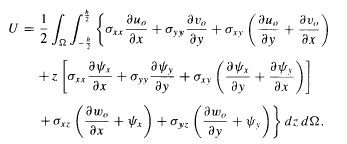 U = \frac{1}{2} \int_{\Omega} \int_{-\frac{h}{2}}^{\frac{h}{2}} \left\{ \sigma_{xx} \frac{\partial u_o}{\partial x} + \sigma_{yy} \frac{\partial v_o}{\partial y} + \sigma_{xy} \left( \frac{\partial u_o}{\partial y} + \frac{\partial v_o}{\partial x} \right)
+ z \left[ \sigma_{xx} \frac{\partial \psi_x}{\partial x} + \sigma_{yy} \frac{\partial \psi_y}{\partial y} + \sigma_{xy} \left( \frac{\partial \psi_x}{\partial y} + \frac{\partial \psi_y}{\partial x} \right) \right]
+ \sigma_{xz} \left( \frac{\partial w_o}{\partial x} + \psi_x \right) + \sigma_{yz} \left( \frac{\partial w_o}{\partial y} + \psi_y \right) \right\} dz \, d\Omega.